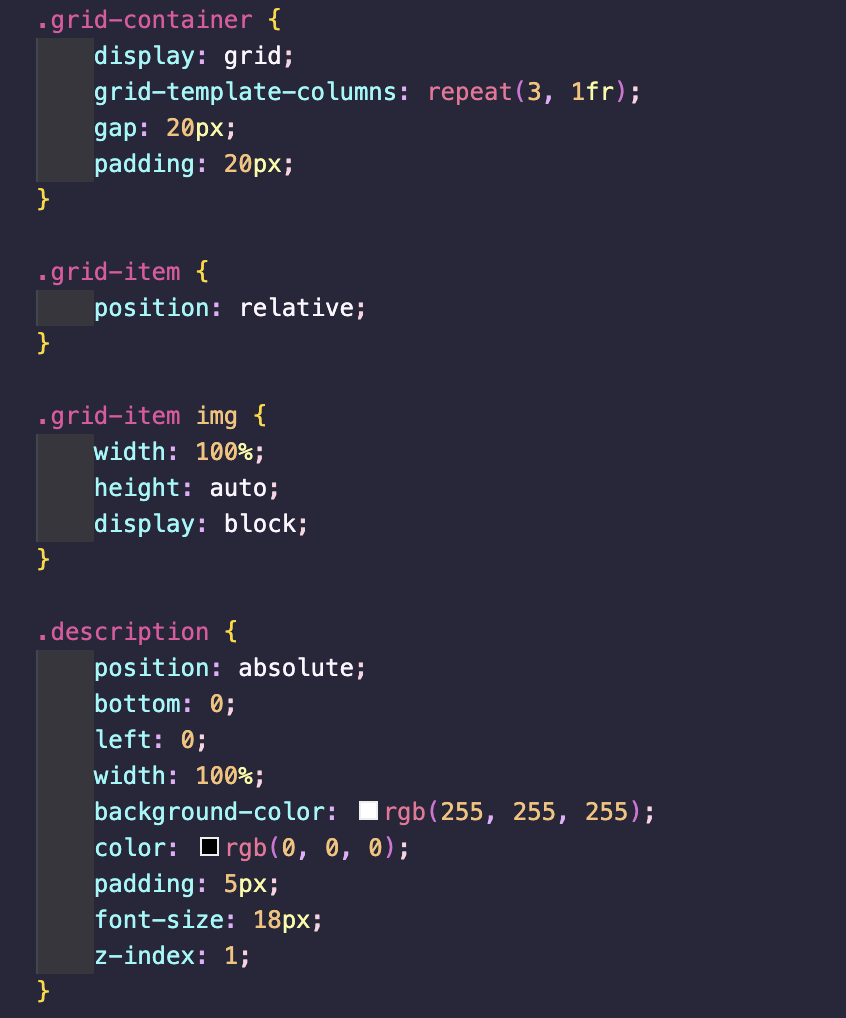 .grid-container {
    display: grid;
    grid-template-columns: repeat(3, 1fr);
    gap: 20px;
    padding: 20px;
}

.grid-item {
    position: relative;
}

.grid-item img {
    width: 100%;
    height: auto;
    display: block;
}

.description {
    position: absolute;
    bottom: 0;
    left: 0;
    width: 100%;
    background-color: rgb(255, 255, 255);
    color: rgb(0, 0, 0);
    padding: 5px;
    font-size: 18px;
    z-index: 1;
}